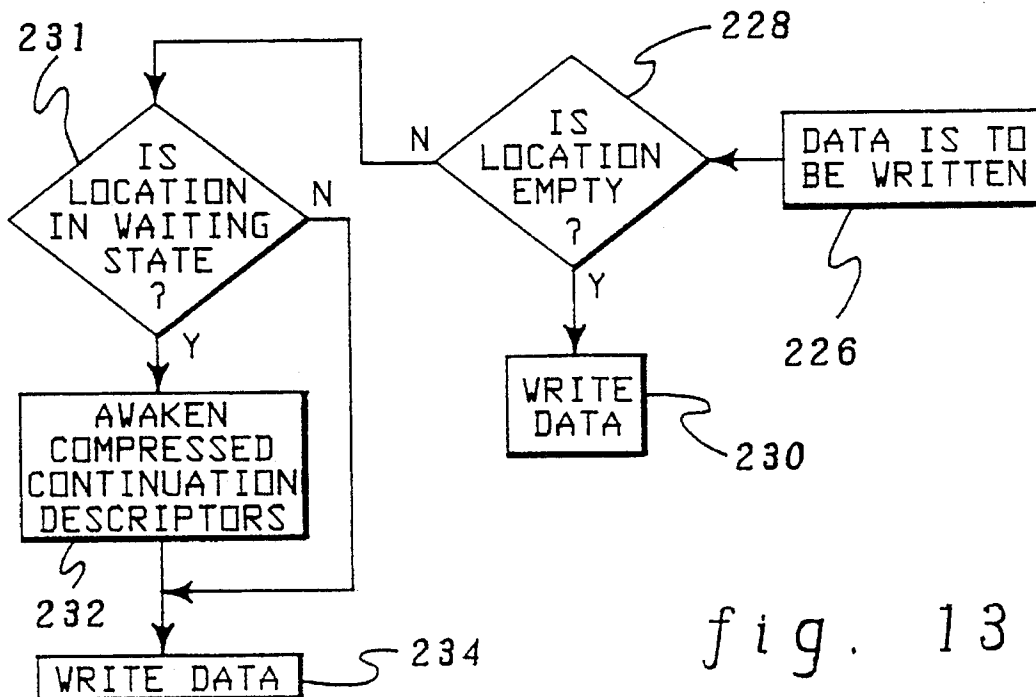 231
228
IS
LOCATION
IN WAITING
STATE
?
N
Y
N
IS
LOCATION
EMPTY
?
Y
DATA IS TO
BE WRITTEN
226
WRITE
DATA
230
AWAKEN
COMPRESSED
CONTINUATION
DESCRIPTORS
232
WRITE DATA
234
fig. 13